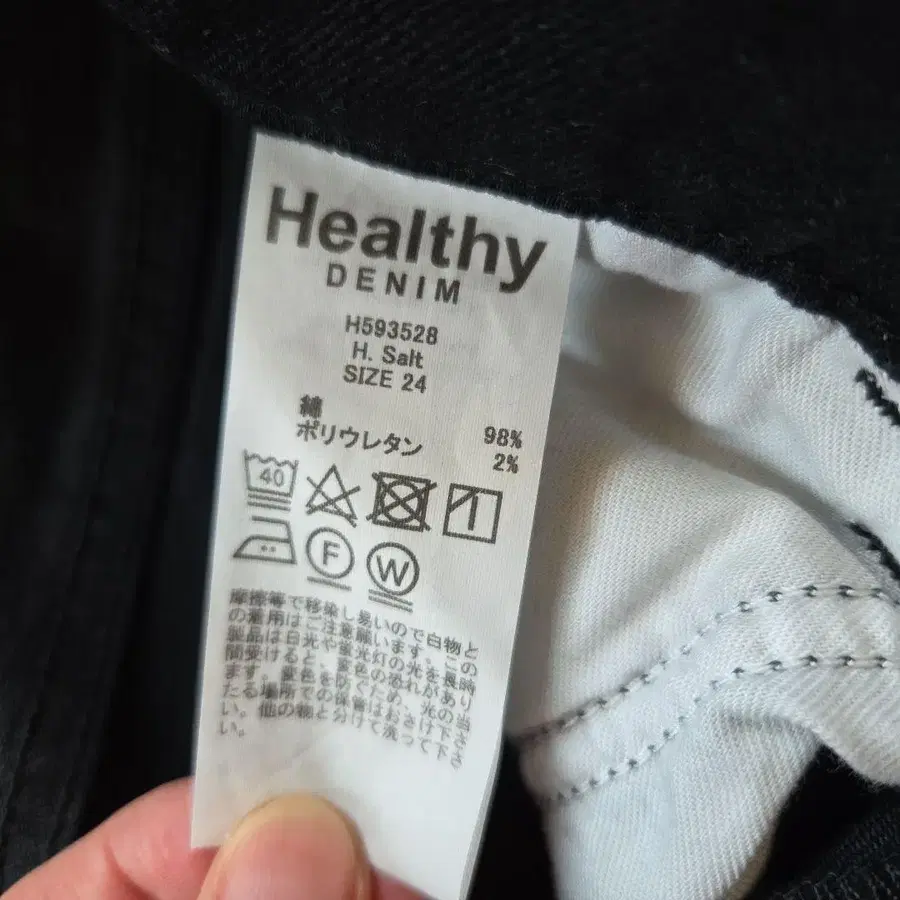 Healthy
DENIM
H593528
H. Salt
SIZE 24
綿 98%
ポリウレタン 2%
40
F
W
摩擦等で移染し易いので白物と
の着用はご注意願います。この
製品は日光や蛍光灯の光を長時
間受けると、変色の恐れがあり
ます。変色を防ぐため、光の当
たる場所での保管はおさけ下さ
い。他の物と分けて洗って下さ
い。